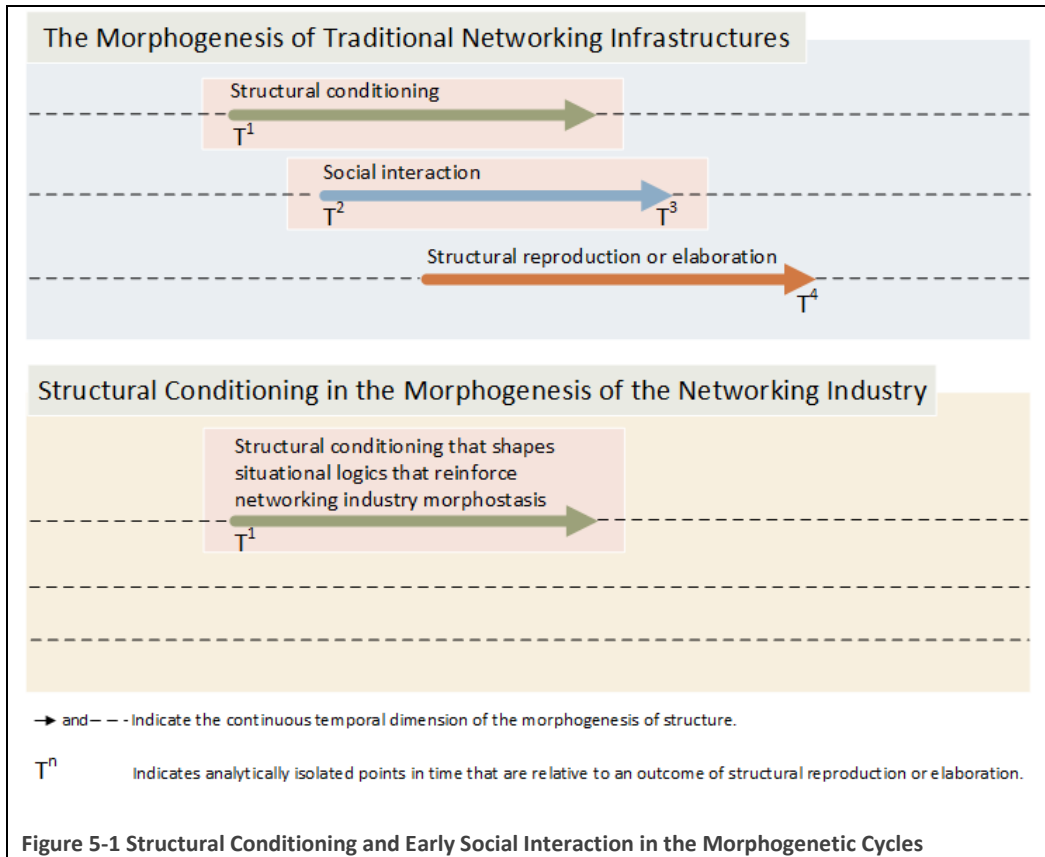 The Morphogenesis of Traditional Networking Infrastructures
Structural conditioning
T¹
Social interaction
T² T³
Structural reproduction or elaboration
T⁴
Structural Conditioning in the Morphogenesis of the Networking Industry
Structural conditioning that shapes
situational logics that reinforce
networking industry morphostasis
T¹
and – – - Indicate the continuous temporal dimension of the morphogenesis of structure.
Tⁿ Indicates analytically isolated points in time that are relative to an outcome of structural reproduction or elaboration.
Figure 5-1 Structural Conditioning and Early Social Interaction in the Morphogenetic Cycles